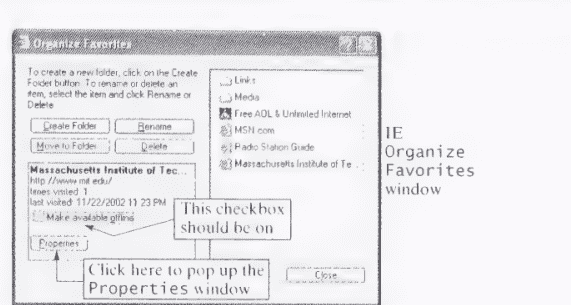 Organize Favorites
To create a new folder, click on the Create
Folder button. To rename or delete an
item, select the item and click Rename or
Delete
Create Folder
Rename
Move to Folder
Delete
Massachusetts Institute of Tec...
http://www.mit.edu/
times visited: 1
last visited: 11/22/2002 11:23 PM
Make available offline
Properties
Links
Media
Free AOL & Unlimited Internet
MSN.com
Radio Station Guide
Massachusetts Institute of Te
Close
This checkbox
should be on
Click here to pop up the
Properties window
IE
Organize
Favorites
window